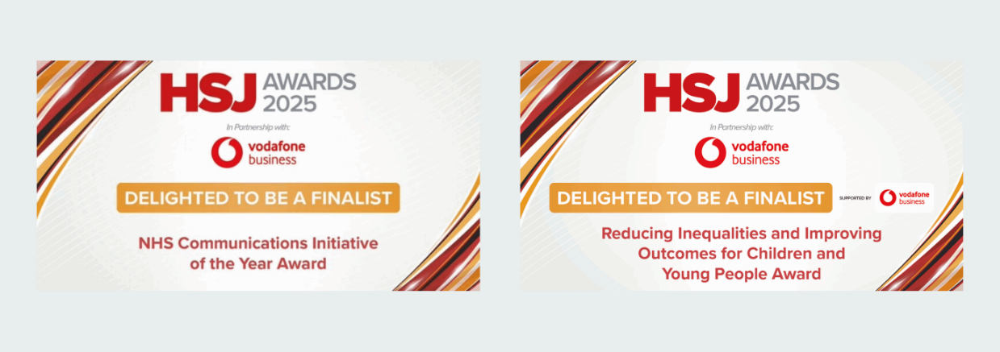 HSJ AWARDS
2025
In Partnership with:
vodafone
business
DELIGHTED TO BE A FINALIST
NHS Communications Initiative
of the Year Award
HSJ AWARDS
2025
In Partnership with:
vodafone
business
DELIGHTED TO BE A FINALIST
SUPPORTED BY
vodafone
business
Reducing Inequalities and Improving
Outcomes for Children and
Young People Award